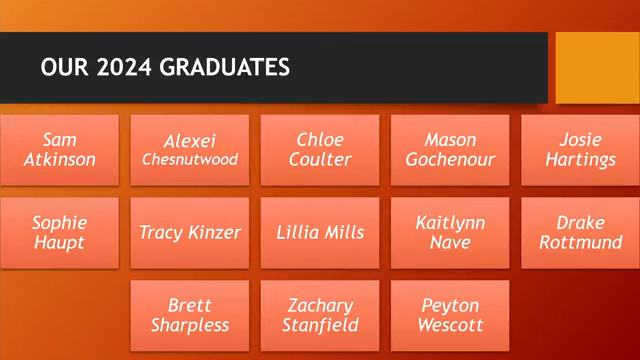 OUR 2024 GRADUATES
Sam
Atkinson
Alexei
Chesnutwood
Chloe
Coulter
Mason
Gochenour
Josie
Hartings
Sophie
Haupt
Tracy Kinzer
Lillia Mills
Kaitlynn
Nave
Drake
Rottmund
Brett
Sharpless
Zachary
Stanfield
Peyton
Wescott